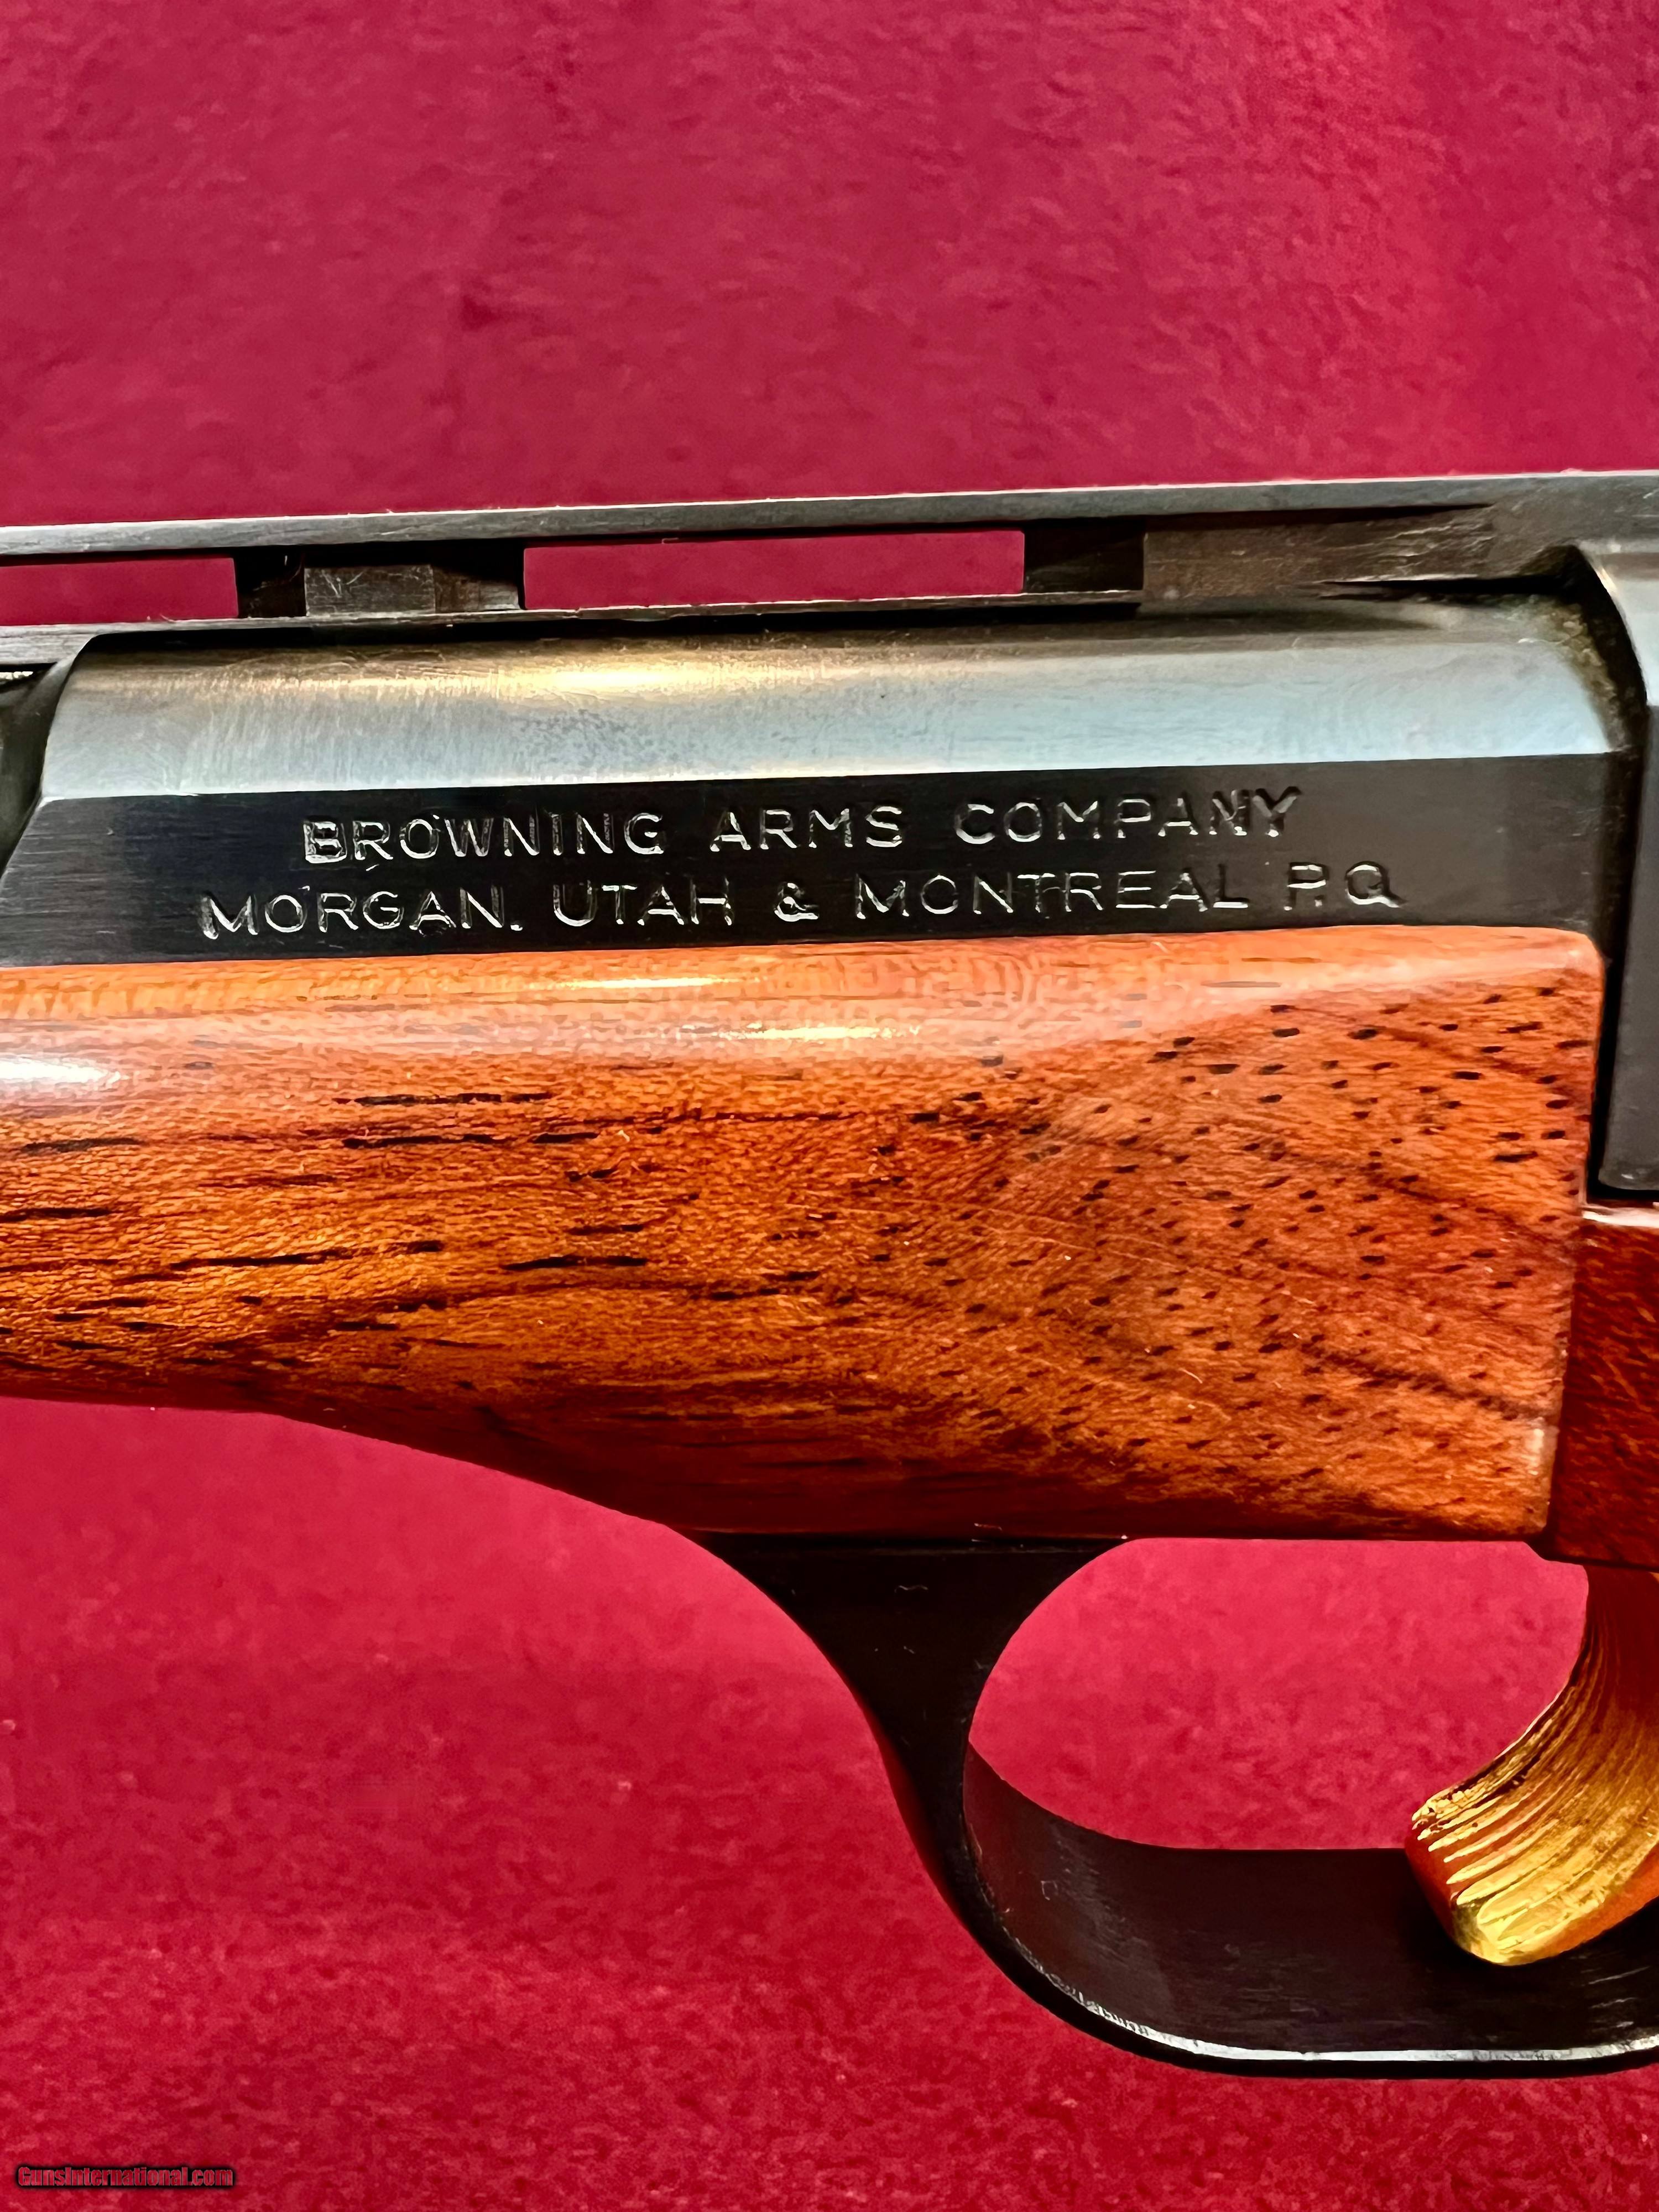 BROWNING ARMS COMPANY
MORGAN, UTAH & MONTREAL P.Q.
GunsInternational.com